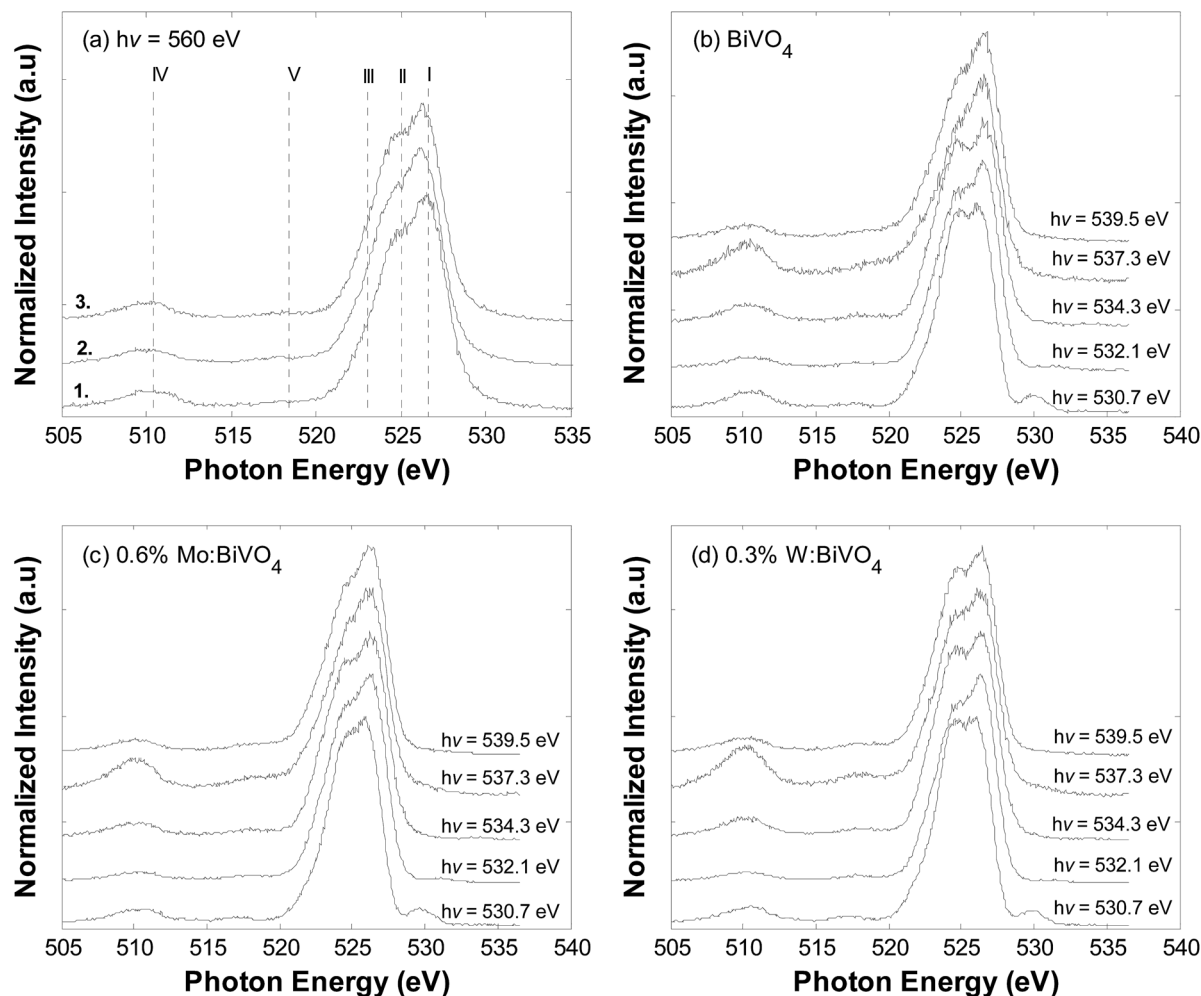 (a) hν = 560 eV
IV V III II I
3.
2.
1.
505 510 515 520 525 530 535
Photon Energy (eV)
Normalized Intensity (a.u)
(b) BiVO4
hν = 539.5 eV
hν = 537.3 eV
hν = 534.3 eV
hν = 532.1 eV
hν = 530.7 eV
505 510 515 520 525 530 535 540
Photon Energy (eV)
Normalized Intensity (a.u)
(c) 0.6% Mo:BiVO4
hν = 539.5 eV
hν = 537.3 eV
hν = 534.3 eV
hν = 532.1 eV
hν = 530.7 eV
505 510 515 520 525 530 535 540
Photon Energy (eV)
Normalized Intensity (a.u)
(d) 0.3% W:BiVO4
hν = 539.5 eV
hν = 537.3 eV
hν = 534.3 eV
hν = 532.1 eV
hν = 530.7 eV
505 510 515 520 525 530 535 540
Photon Energy (eV)
Normalized Intensity (a.u)